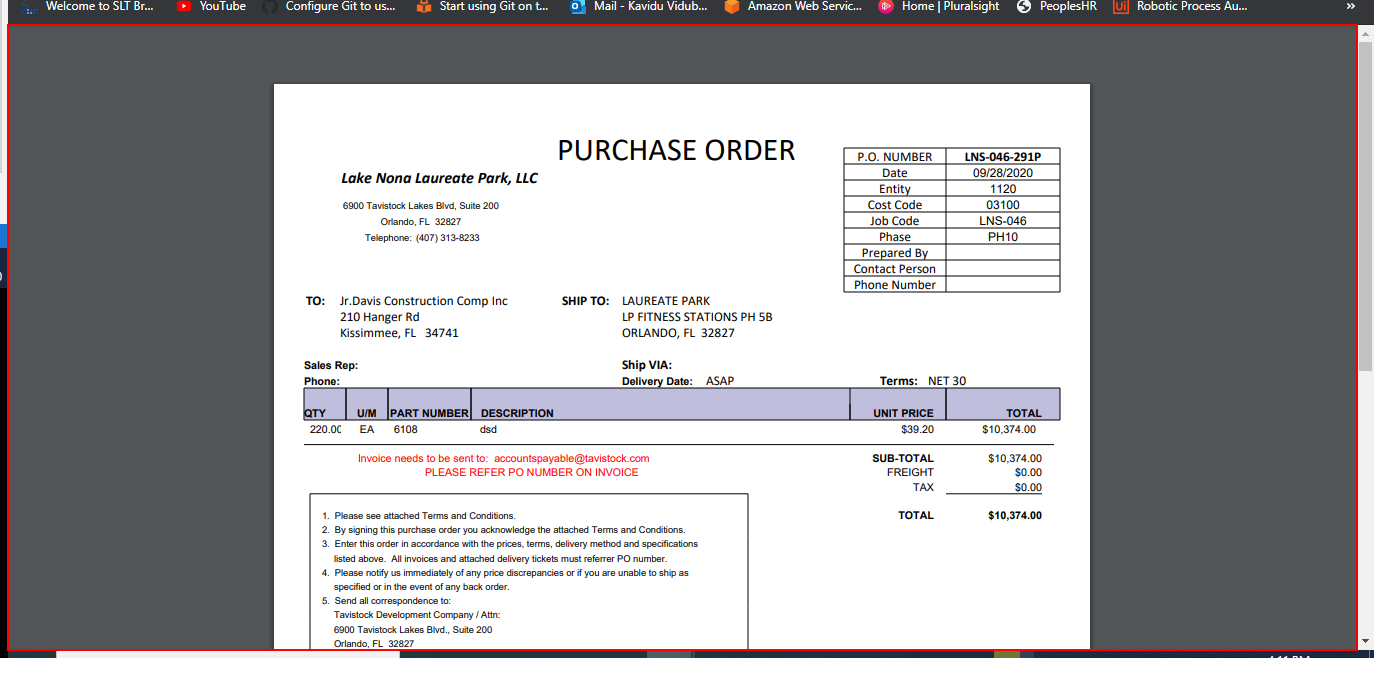 Welcome to SLT Br... YouTube Configure Git to us... Start using Git on t... Mail - Kavidu Vidub... Amazon Web Servic... Home | Pluralsight PeoplesHR Ui Robotic Process Au... »
PURCHASE ORDER
Lake Nona Laureate Park, LLC
6900 Tavistock Lakes Blvd, Suite 200
Orlando, FL 32827
Telephone: (407) 313-8233
P.O. NUMBER LNS-046-291P
Date 09/28/2020
Entity 1120
Cost Code 03100
Job Code LNS-046
Phase PH10
Prepared By
Contact Person
Phone Number
TO: Jr.Davis Construction Comp Inc SHIP TO: LAUREATE PARK
210 Hanger Rd LP FITNESS STATIONS PH 5B
Kissimmee, FL 34741 ORLANDO, FL 32827
Sales Rep: Ship VIA:
Phone: Delivery Date: ASAP Terms: NET 30
QTY U/M PART NUMBER DESCRIPTION UNIT PRICE TOTAL
220.00 EA 6108 dsd $39.20 $10,374.00
Invoice needs to be sent to: accountspayable@tavistock.com SUB-TOTAL $10,374.00
PLEASE REFER PO NUMBER ON INVOICE FREIGHT $0.00
TAX $0.00
TOTAL $10,374.00
1. Please see attached Terms and Conditions.
2. By signing this purchase order you acknowledge the attached Terms and Conditions.
3. Enter this order in accordance with the prices, terms, delivery method and specifications
listed above. All invoices and attached delivery tickets must referrer PO number.
4. Please notify us immediately of any price discrepancies or if you are unable to ship as
specified or in the event of any back order.
5. Send all correspondence to:
Tavistock Development Company / Attn:
6900 Tavistock Lakes Blvd., Suite 200
Orlando, FL 32827